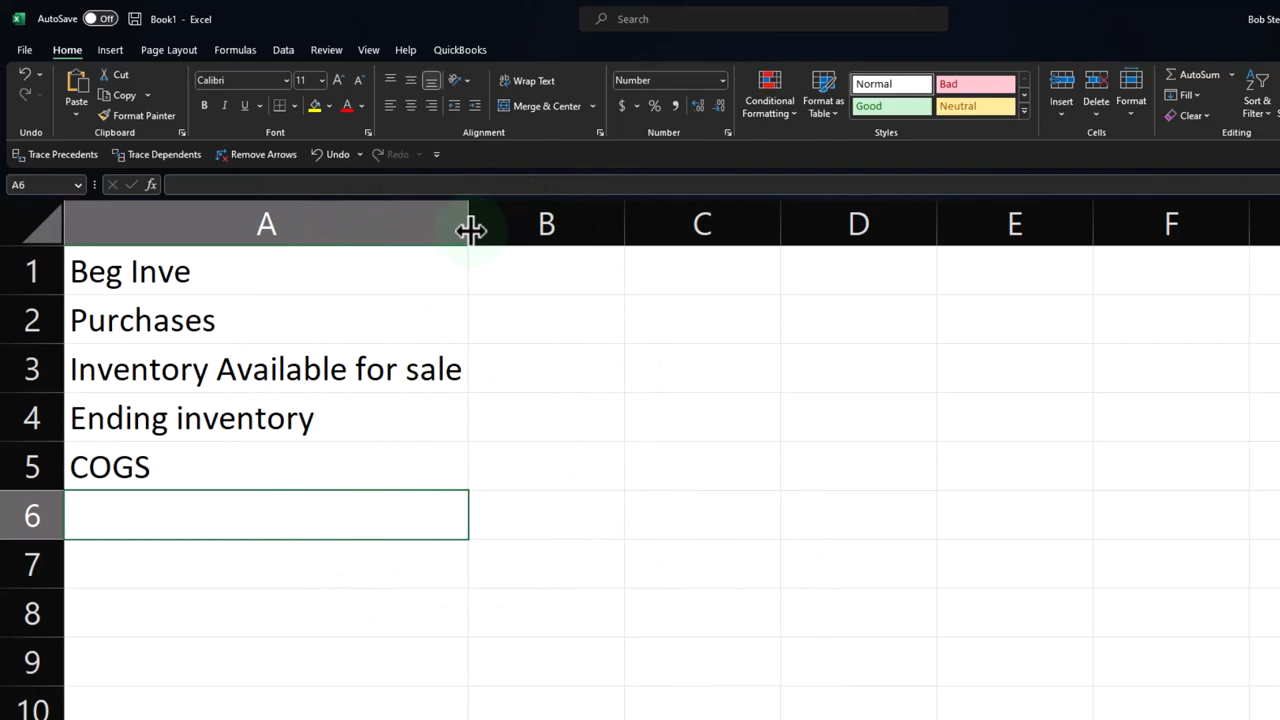 AutoSave Off Book1 - Excel Search Bob Ste
File Home Insert Page Layout Formulas Data Review View Help QuickBooks
Cut Calibri 11 Wrap Text Number Normal Bad AutoSum
Paste Copy Conditional Format as Insert Delete Format Fill Sort &
Format Painter B I U Merge & Center $ % Formatting Table Good Neutral Clear Filter
Undo Clipboard Font Alignment Number Styles Cells Editing
Trace Precedents Trace Dependents Remove Arrows Undo Redo
A6 fx
A B C D E F
1 Beg Inve
2 Purchases
3 Inventory Available for sale
4 Ending inventory
5 COGS
6
7
8
9
10